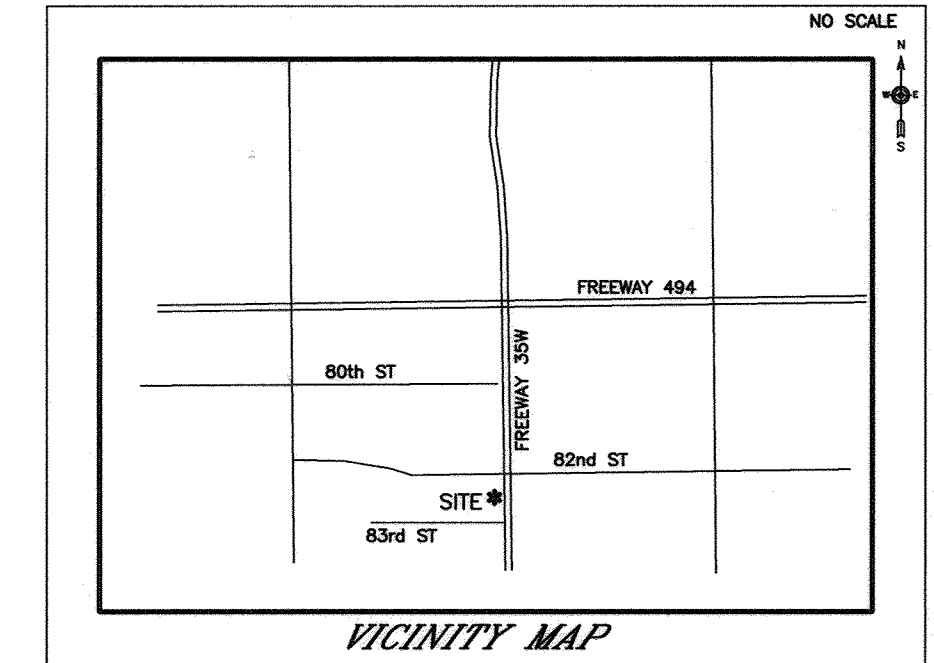 NO SCALE
N
W E
S
FREEWAY 494
FREEWAY 35W
80th ST
82nd ST
SITE *
83rd ST
VICINITY MAP